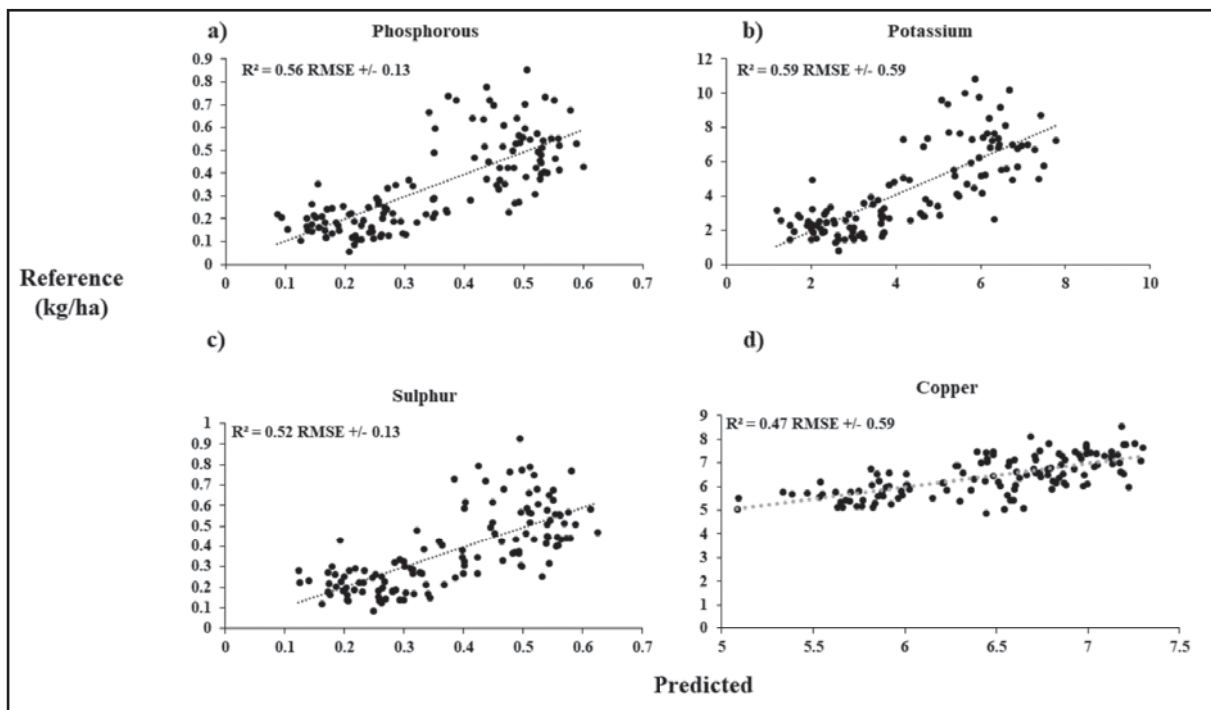 a)
Phosphorous
R² = 0.56 RMSE +/- 0.13
0.9
0.8
0.7
0.6
0.5
0.4
0.3
0.2
0.1
0
0 0.1 0.2 0.3 0.4 0.5 0.6 0.7
b)
Potassium
R² = 0.59 RMSE +/- 0.59
12
10
8
6
4
2
0
0 2 4 6 8 10
Reference
(kg/ha)
c)
Sulphur
R² = 0.52 RMSE +/- 0.13
1
0.9
0.8
0.7
0.6
0.5
0.4
0.3
0.2
0.1
0
0 0.1 0.2 0.3 0.4 0.5 0.6 0.7
d)
Copper
R² = 0.47 RMSE +/- 0.59
9
8
7
6
5
4
3
2
1
0
5 5.5 6 6.5 7 7.5
Predicted